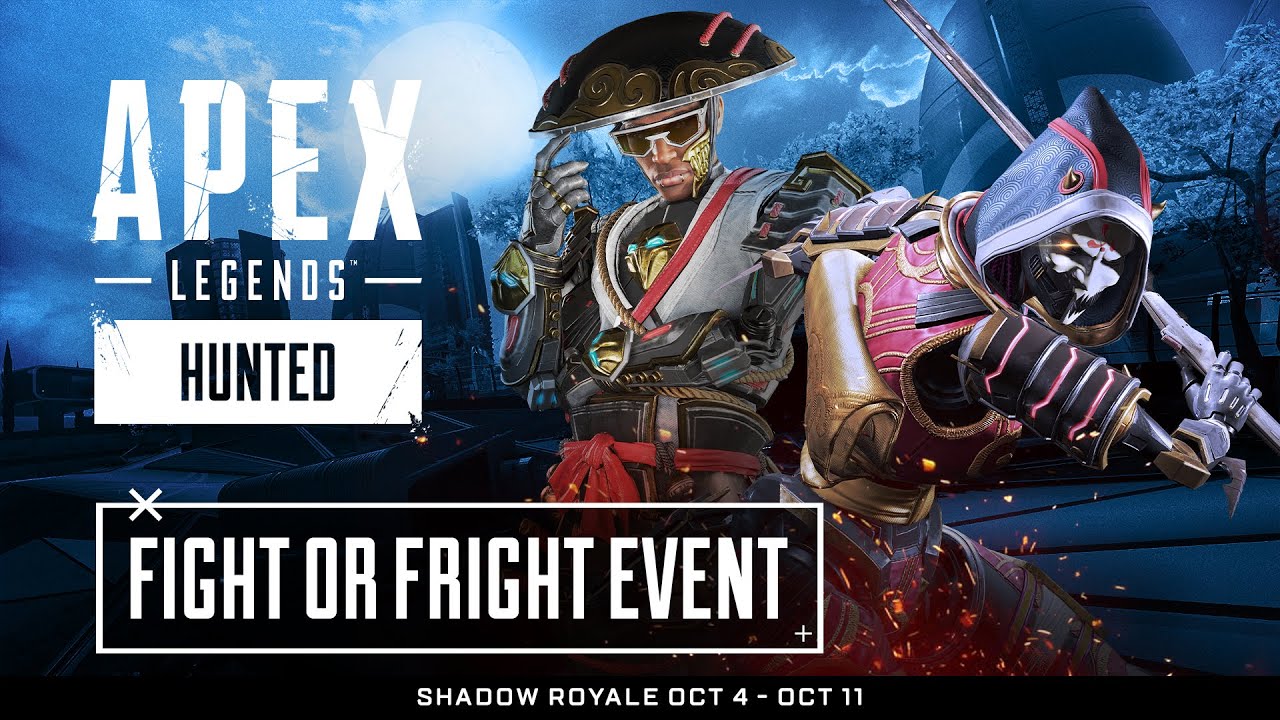 APEX
LEGENDS™
HUNTED
FIGHT OR FRIGHT EVENT
SHADOW ROYALE OCT 4 - OCT 11